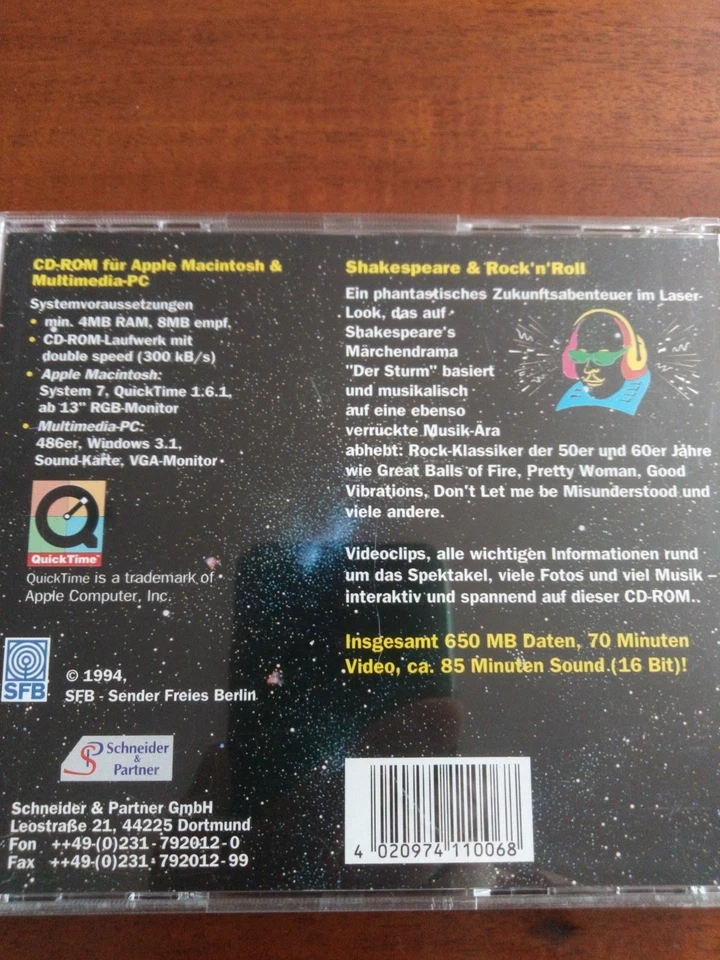 CD-ROM für Apple Macintosh &
Multimedia-PC
Systemvoraussetzungen
• min. 4MB RAM, 8MB empf.
• CD-ROM-Laufwerk mit
double speed (300 kB/s)
• Apple Macintosh:
System 7, QuickTime 1.6.1,
ab 13" RGB-Monitor
• Multimedia-PC:
486er, Windows 3.1,
Sound-Karte, VGA-Monitor
QuickTime™
QuickTime is a trademark of
Apple Computer, Inc.
SFB
© 1994,
SFB - Sender Freies Berlin
SP Schneider
&
Partner
Schneider & Partner GmbH
Leostraße 21, 44225 Dortmund
Fon ++49-(0)231-792012-0
Fax ++49-(0)231-792012-99
Shakespeare & Rock'n'Roll
Ein phantastisches Zukunftsabenteuer im Laser-
Look, das auf
Shakespeare's
Märchendrama
"Der Sturm" basiert
und musikalisch
auf eine ebenso
verrückte Musik-Ära
abhebt: Rock-Klassiker der 50er und 60er Jahre
wie Great Balls of Fire, Pretty Woman, Good
Vibrations, Don't Let me be Misunderstood und
viele andere.
Videoclips, alle wichtigen Informationen rund
um das Spektakel, viele Fotos und viel Musik –
interaktiv und spannend auf dieser CD-ROM.
Insgesamt 650 MB Daten, 70 Minuten
Video, ca. 85 Minuten Sound (16 Bit)!
4 020974 110068